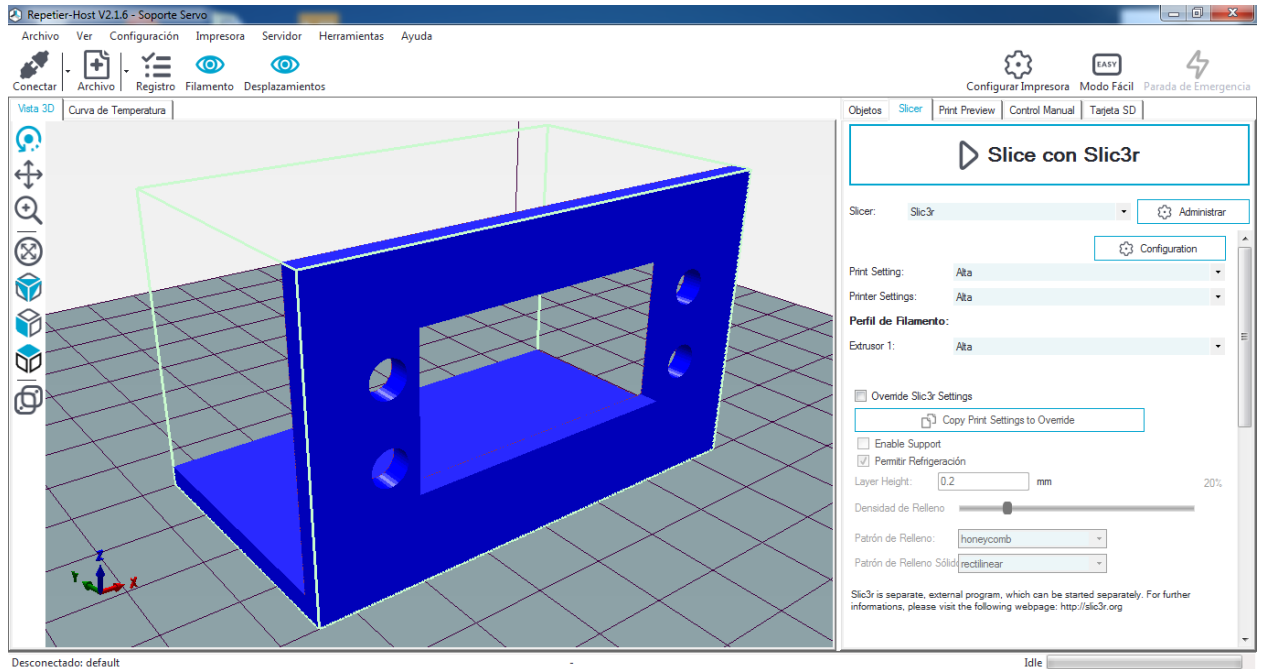 Repetier-Host V2.1.6 - Soporte Servo
Archivo Ver Configuración Impresora Servidor Herramientas Ayuda
Conectar Archivo Registro Filamento Desplazamientos
EASY
Configurar Impresora Modo Fácil Parada de Emergencia
Vista 3D Curva de Temperatura
Objetos Slicer Print Preview Control Manual Tarjeta SD
Slice con Slic3r
Slicer: Slic3r Administrar
Configuration
Print Setting: Alta
Printer Settings: Alta
Perfil de Filamento:
Extrusor 1: Alta
Override Slic3r Settings
Copy Print Settings to Override
Enable Support
Permitir Refrigeración
Layer Height: 0.2 mm 20%
Densidad de Relleno
Patrón de Relleno: honeycomb
Patrón de Relleno Sólido rectilinear
Slic3r is separate, external program, which can be started separately. For further
informations, please visit the following webpage: http://slic3r.org
Z
Y X
Desconectado: default - Idle